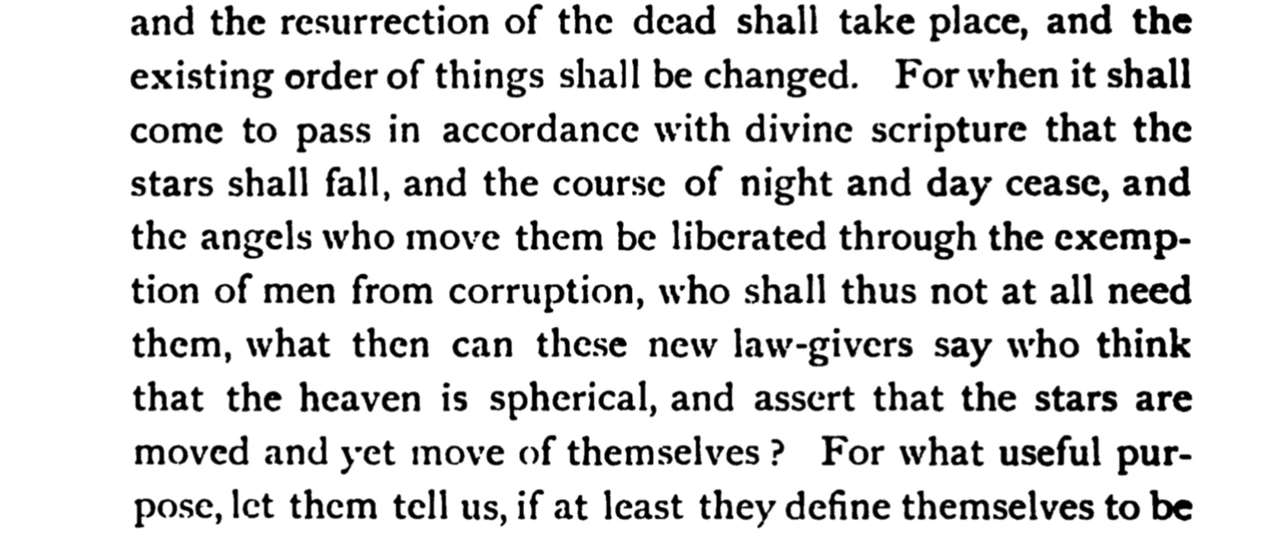 and the resurrection of the dead shall take place, and the
existing order of things shall be changed. For when it shall
come to pass in accordance with divine scripture that the
stars shall fall, and the course of night and day cease, and
the angels who move them be liberated through the exemp-
tion of men from corruption, who shall thus not at all need
them, what then can these new law-givers say who think
that the heaven is spherical, and assert that the stars are
moved and yet move of themselves? For what useful pur-
pose, let them tell us, if at least they define themselves to be